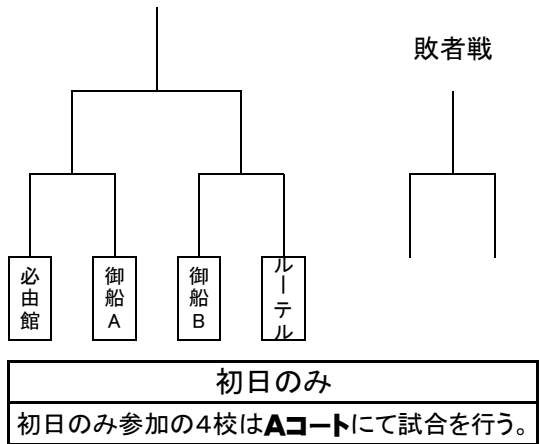 敗者戦
必由館
御船A
御船B
ルーテル
初日のみ
初日のみ参加の4校はAコートにて試合を行う。